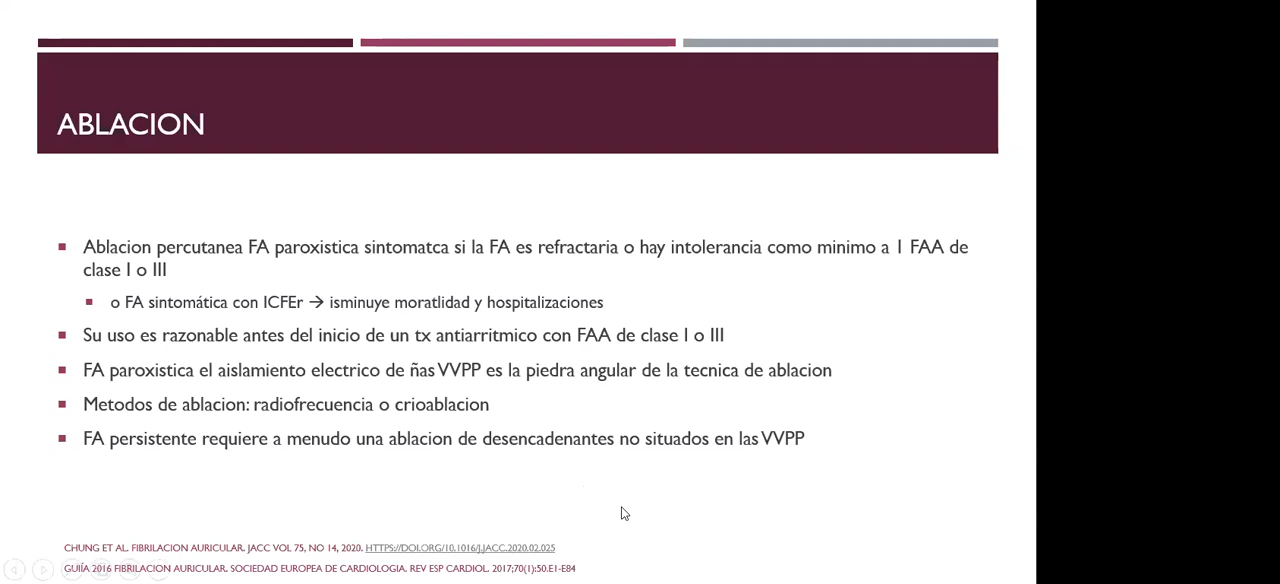 ABLACION
Ablacion percutanea FA paroxistica sintomatca si la FA es refractaria o hay intolerancia como minimo a 1 FAA de
clase I o III
o FA sintomática con ICFEr → isminuye moratlidad y hospitalizaciones
Su uso es razonable antes del inicio de un tx antiarritmico con FAA de clase I o III
FA paroxistica el aislamiento electrico de ñas VVPP es la piedra angular de la tecnica de ablacion
Metodos de ablacion: radiofrecuencia o crioablacion
FA persistente requiere a menudo una ablacion de desencadenantes no situados en las VVPP
CHUNG ET AL. FIBRILACION AURICULAR. JACC VOL 75, NO 14, 2020. HTTPS://DOI.ORG/10.1016/J.JACC.2020.02.025
GUIÍA 2016 FIBRILACION AURICULAR. SOCIEDAD EUROPEA DE CARDIOLOGIA. REV ESP CARDIOL. 2017;70(1):50.E1-E84